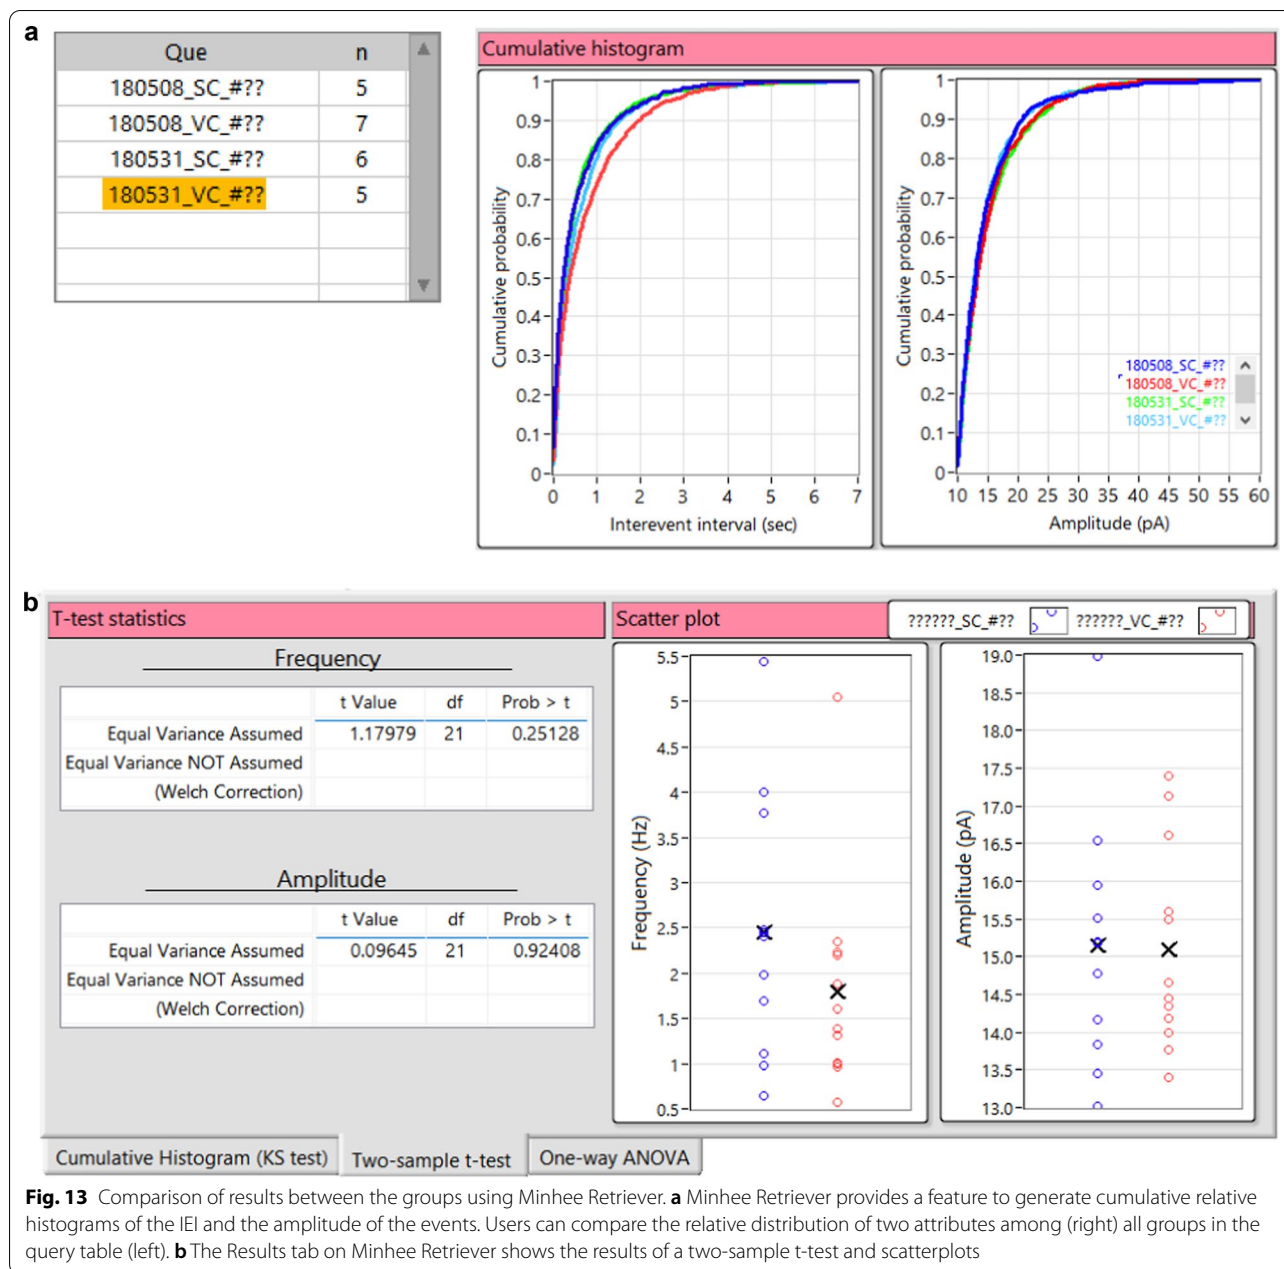 a
Que n
180508_SC_#?? 5
180508_VC_#?? 7
180531_SC_#?? 6
180531_VC_#?? 5
Cumulative histogram
Cumulative probability
1
0.9
0.8
0.7
0.6
0.5
0.4
0.3
0.2
0.1
0
0 1 2 3 4 5 6 7
Interevent interval (sec)
Cumulative probability
1
0.9
0.8
0.7
0.6
0.5
0.4
0.3
0.2
0.1
0
180508_SC_#??
180508_VC_#??
180531_SC_#??
180531_VC_#??
10 15 20 25 30 35 40 45 50 55 60
Amplitude (pA)
b
T-test statistics
Frequency
t Value df Prob > t
Equal Variance Assumed 1.17979 21 0.25128
Equal Variance NOT Assumed
(Welch Correction)
Amplitude
t Value df Prob > t
Equal Variance Assumed 0.09645 21 0.92408
Equal Variance NOT Assumed
(Welch Correction)
Scatter plot
??????_SC_#?? ??????_VC_#??
Frequency (Hz)
5.5
5
4.5
4
3.5
3
2.5
2
1.5
1
0.5
Amplitude (pA)
19.0
18.5
18.0
17.5
17.0
16.5
16.0
15.5
15.0
14.5
14.0
13.5
13.0
Cumulative Histogram (KS test) Two-sample t-test One-way ANOVA
Fig. 13 Comparison of results between the groups using Minhee Retriever. a Minhee Retriever provides a feature to generate cumulative relative
histograms of the IEI and the amplitude of the events. Users can compare the relative distribution of two attributes among (right) all groups in the
query table (left). b The Results tab on Minhee Retriever shows the results of a two-sample t-test and scatterplots